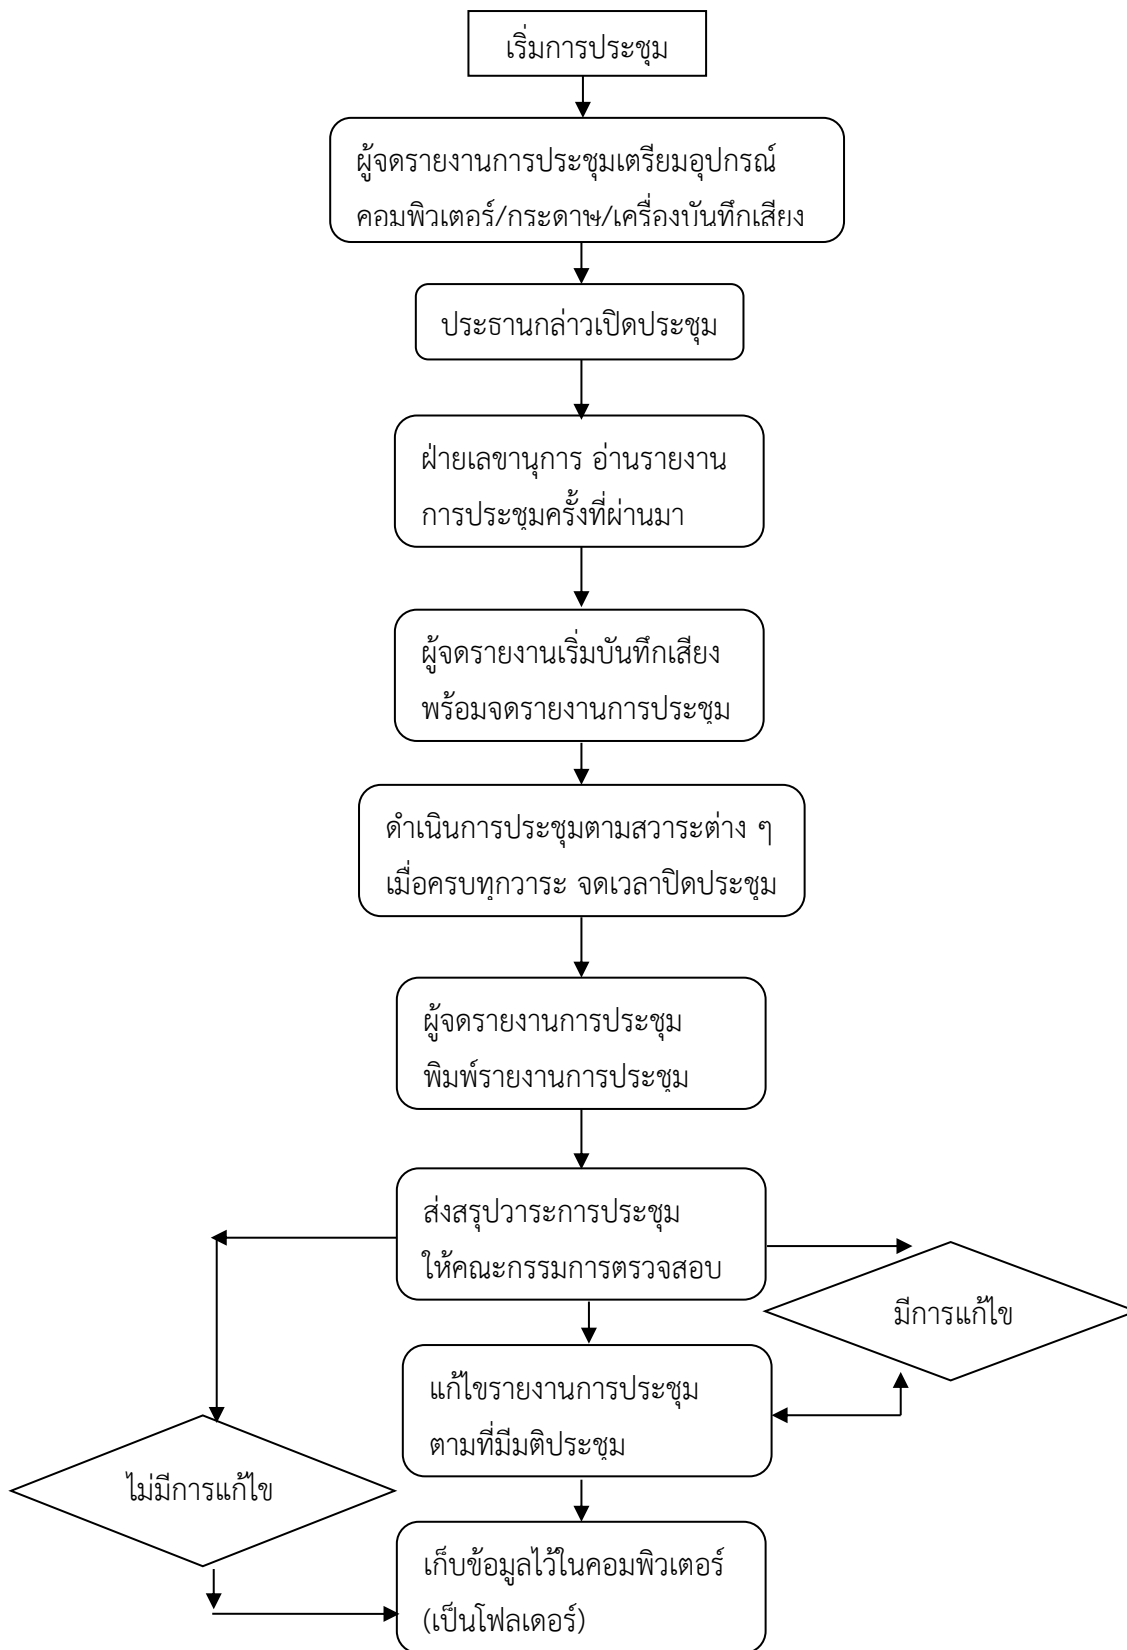 เริ่มการประชุม
ผู้จดรายงานการประชุมเตรียมอุปกรณ์
คอมพิวเตอร์/กระดาษ/เครื่องบันทึกเสียง
ประธานกล่าวเปิดประชุม
ฝ่ายเลขานุการ อ่านรายงาน
การประชุมครั้งที่ผ่านมา
ผู้จดรายงานเริ่มบันทึกเสียง
พร้อมจดรายงานการประชุม
ดำเนินการประชุมตามสวาระต่าง ๆ
เมื่อครบทุกวาระ จดเวลาปิดประชุม
ผู้จดรายงานการประชุม
พิมพ์รายงานการประชุม
ส่งสรุปวาระการประชุม
ให้คณะกรรมการตรวจสอบ
มีการแก้ไข
แก้ไขรายงานการประชุม
ตามที่มีมติประชุม
ไม่มีการแก้ไข
เก็บข้อมูลไว้ในคอมพิวเตอร์
(เป็นโฟลเดอร์)